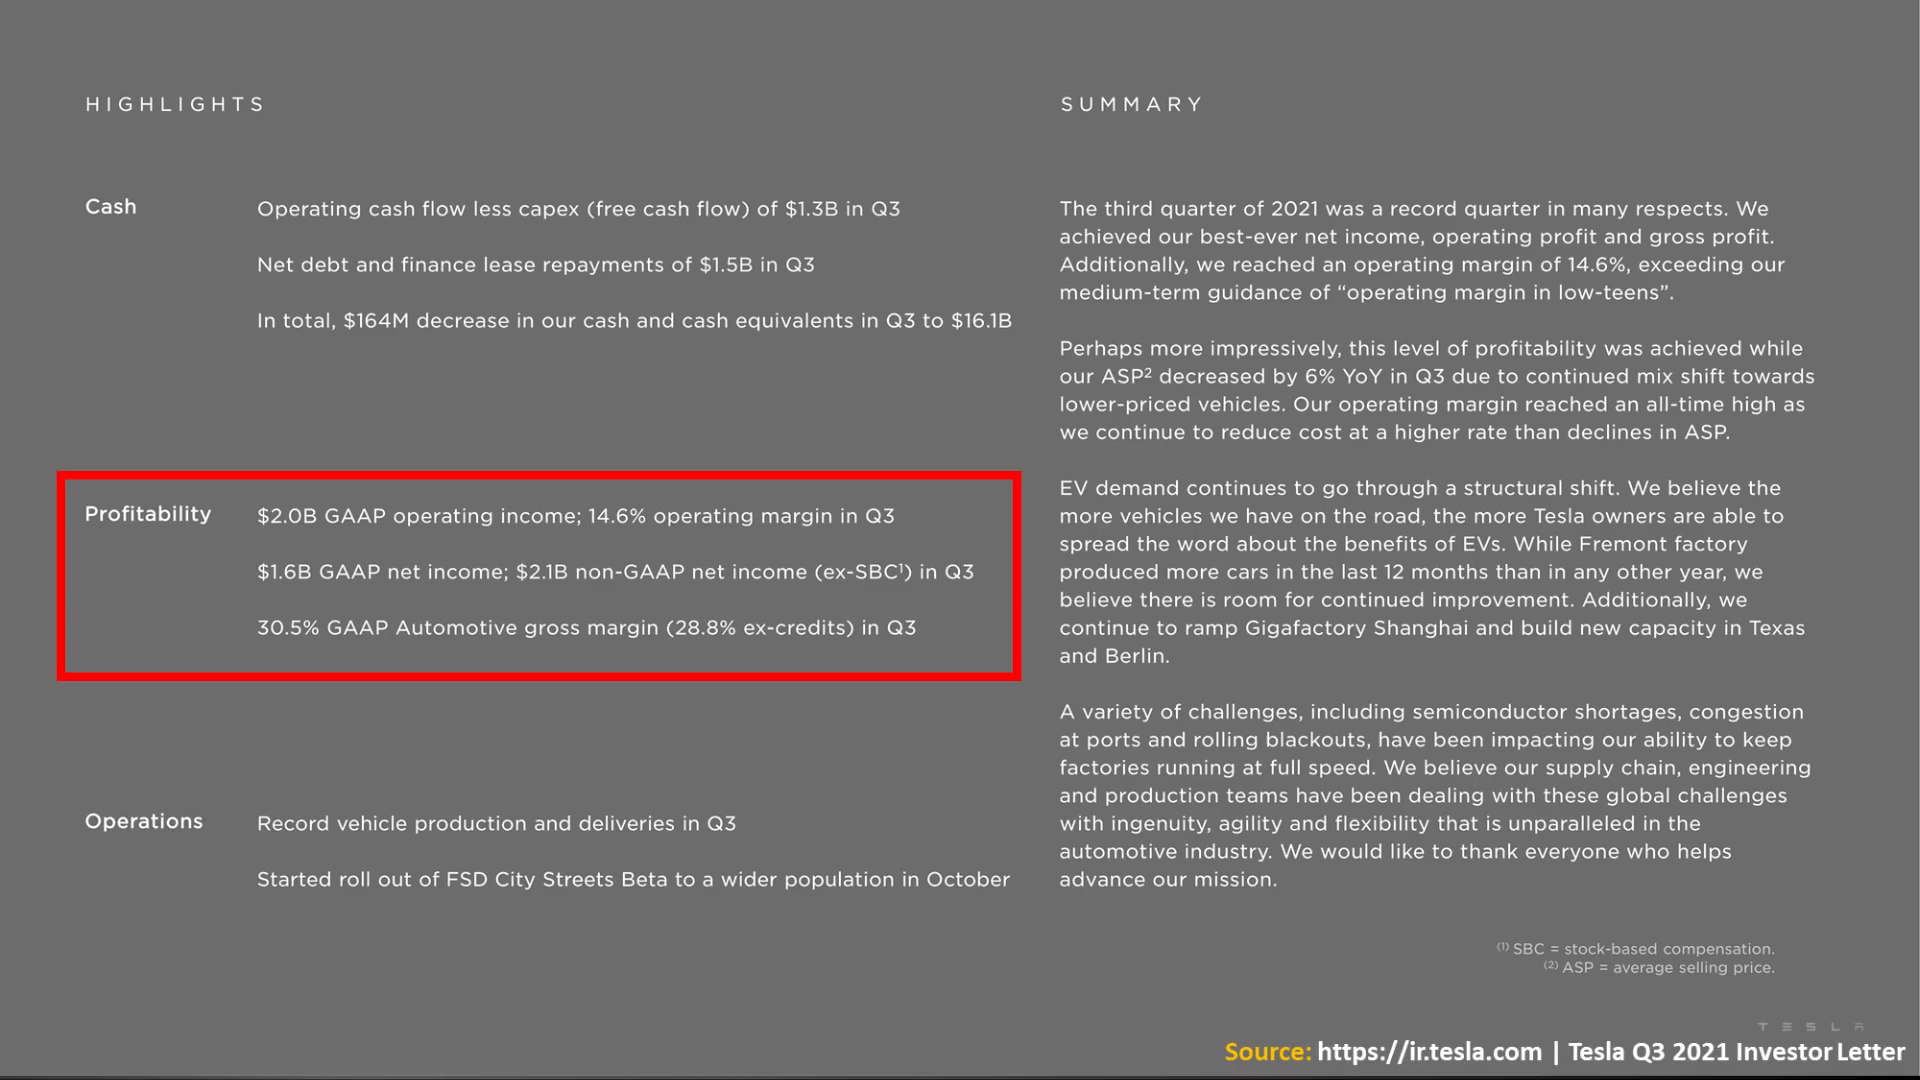 HIGHLIGHTS
Cash
Operating cash flow less capex (free cash flow) of $1.3B in Q3
Net debt and finance lease repayments of $1.5B in Q3
In total, $164M decrease in our cash and cash equivalents in Q3 to $16.1B
Profitability
$2.0B GAAP operating income; 14.6% operating margin in Q3
$1.6B GAAP net income; $2.1B non-GAAP net income (ex-SBC¹) in Q3
30.5% GAAP Automotive gross margin (28.8% ex-credits) in Q3
Operations
Record vehicle production and deliveries in Q3
Started roll out of FSD City Streets Beta to a wider population in October
SUMMARY
The third quarter of 2021 was a record quarter in many respects. We
achieved our best-ever net income, operating profit and gross profit.
Additionally, we reached an operating margin of 14.6%, exceeding our
medium-term guidance of “operating margin in low-teens”.
Perhaps more impressively, this level of profitability was achieved while
our ASP² decreased by 6% YoY in Q3 due to continued mix shift towards
lower-priced vehicles. Our operating margin reached an all-time high as
we continue to reduce cost at a higher rate than declines in ASP.
EV demand continues to go through a structural shift. We believe the
more vehicles we have on the road, the more Tesla owners are able to
spread the word about the benefits of EVs. While Fremont factory
produced more cars in the last 12 months than in any other year, we
believe there is room for continued improvement. Additionally, we
continue to ramp Gigafactory Shanghai and build new capacity in Texas
and Berlin.
A variety of challenges, including semiconductor shortages, congestion
at ports and rolling blackouts, have been impacting our ability to keep
factories running at full speed. We believe our supply chain, engineering
and production teams have been dealing with these global challenges
with ingenuity, agility and flexibility that is unparalleled in the
automotive industry. We would like to thank everyone who helps
advance our mission.
(1) SBC = stock-based compensation.
(2) ASP = average selling price.
TESLA
Source: https://ir.tesla.com | Tesla Q3 2021 Investor Letter